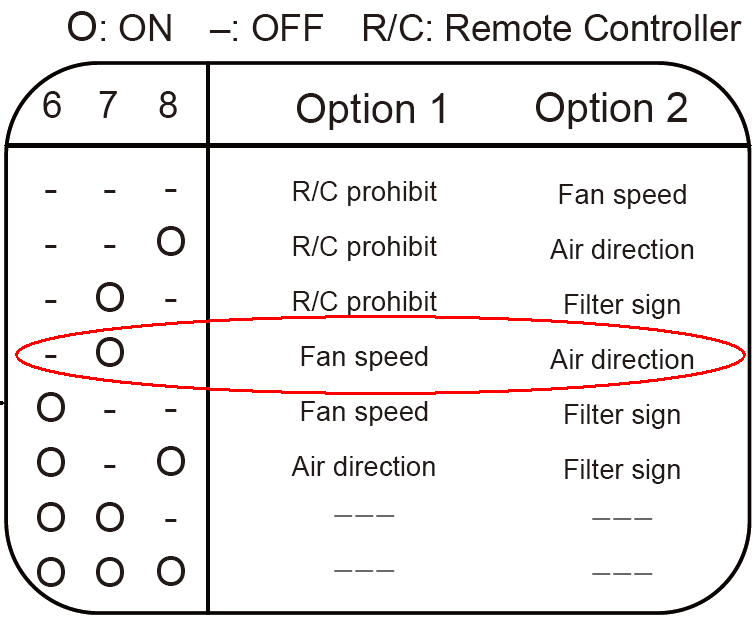 O: ON –: OFF R/C: Remote Controller
6 7 8 Option 1 Option 2
- - - R/C prohibit Fan speed
- - O R/C prohibit Air direction
- O - R/C prohibit Filter sign
- O Fan speed Air direction
O - - Fan speed Filter sign
O - O Air direction Filter sign
O O - ––– –––
O O O ––– –––